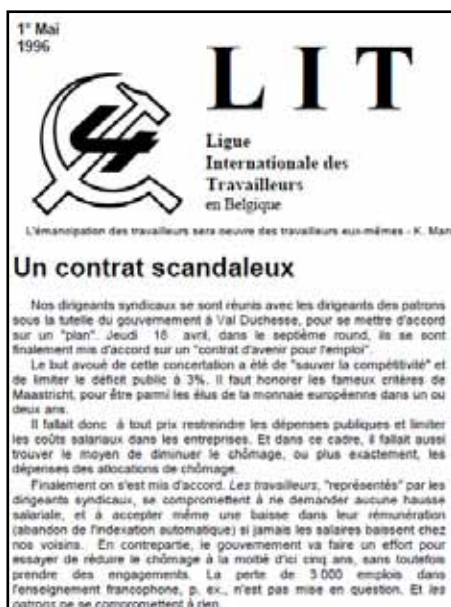 1° Mai
1996
LIT
Ligue
Internationale des
Travailleurs
en Belgique
L'émancipation des travailleurs sera oeuvre des travailleurs eux-mêmes - K. Mar
Un contrat scandaleux
Nos dirigeants syndicaux se sont réunis avec les dirigeants des patrons
sous la tutelle du gouvernement à Val Duchesse, pour se mettre d'accord
sur un "plan". Jeudi 18 avril, dans le septième round, ils se sont
finalement mis d'accord sur un "contrat d'avenir pour l'emploi".
Le but avoué de cette concertation a été de "sauver la compétitivité" et
de limiter le déficit public à 3%. Il faut honorer les fameux critères de
Maastricht, pour être parmi les élus de la monnaie européenne dans un ou
deux ans.
Il fallait donc à tout prix restreindre les dépenses publiques et limiter
les coûts salariaux dans les entreprises. Et dans ce cadre, il fallait aussi
trouver le moyen de diminuer le chômage, ou plus exactement, les
dépenses des allocations de chômage.
Finalement on s'est mis d'accord. Les travailleurs, "représentés" par les
dirigeants syndicaux, se compromettent à ne demander aucune hausse
salariale, et à accepter même une baisse dans leur rémunération
(abandon de l'indexation automatique) si jamais les salaires baissent chez
nos voisins. En contrepartie, le gouvernement va faire un effort pour
essayer de réduire le chômage à la moitié d'ici cinq ans, sans toutefois
prendre des engagements. La perte de 3 000 emplois dans
l'enseignement francophone, p. ex., n'est pas mise en question. Et les
patrons ne se compromettent à rien.